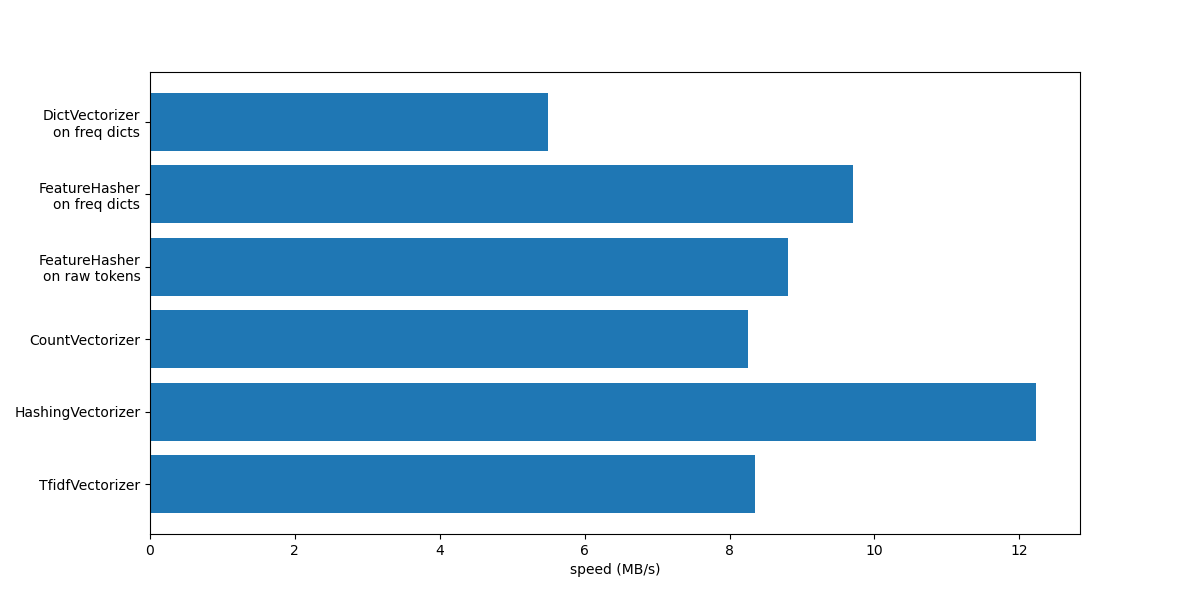 DictVectorizer
on freq dicts
FeatureHasher
on freq dicts
FeatureHasher
on raw tokens
CountVectorizer
HashingVectorizer
TfidfVectorizer
0 2 4 6 8 10 12
speed (MB/s)